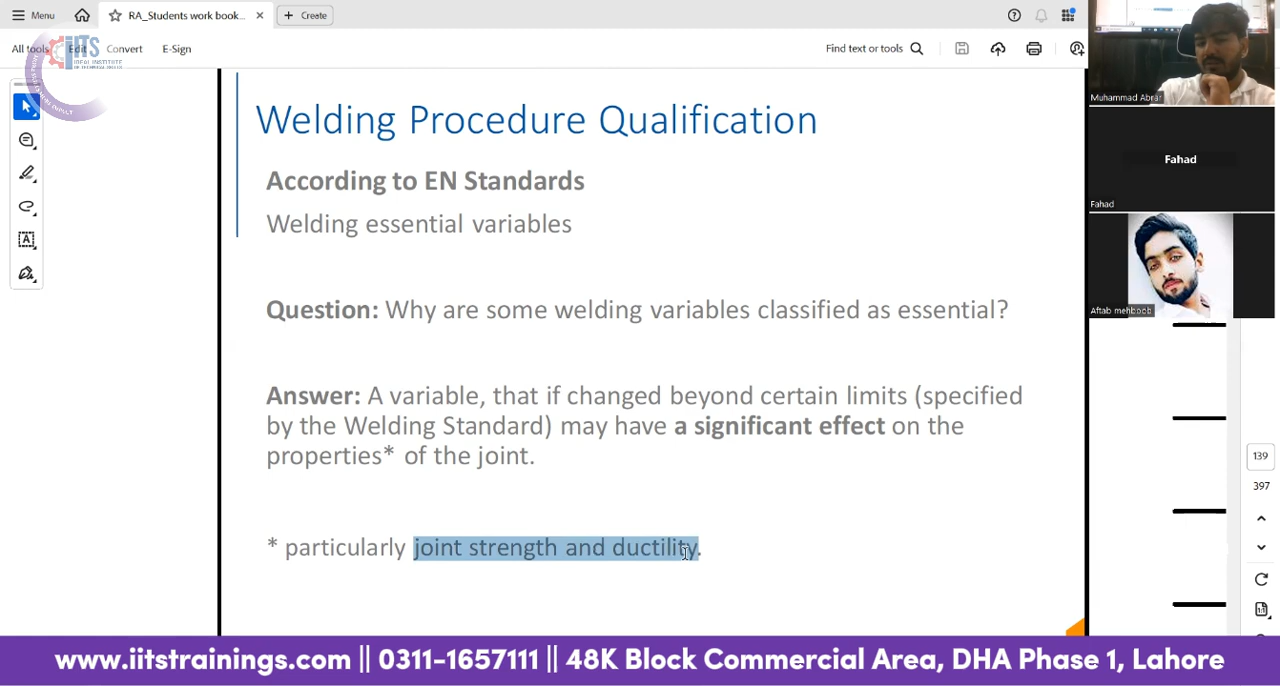 Menu
RA_Students work book...
Create
All tools Edit Convert E-Sign
Find text or tools
IITS
Welding Procedure Qualification
According to EN Standards
Welding essential variables
Question: Why are some welding variables classified as essential?
Answer: A variable, that if changed beyond certain limits (specified
by the Welding Standard) may have a significant effect on the
properties* of the joint.
* particularly joint strength and ductility.
Muhammad Abrar
Fahad
Fahad
Aftab mehboob
139
397
www.iitstrainings.com || 0311-1657111 || 48K Block Commercial Area, DHA Phase 1, Lahore